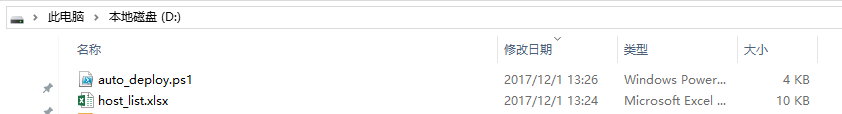 此电脑 > 本地磁盘 (D:)
名称 修改日期 类型 大小
auto_deploy.ps1 2017/12/1 13:26 Windows Power... 4 KB
host_list.xlsx 2017/12/1 13:24 Microsoft Excel ... 10 KB